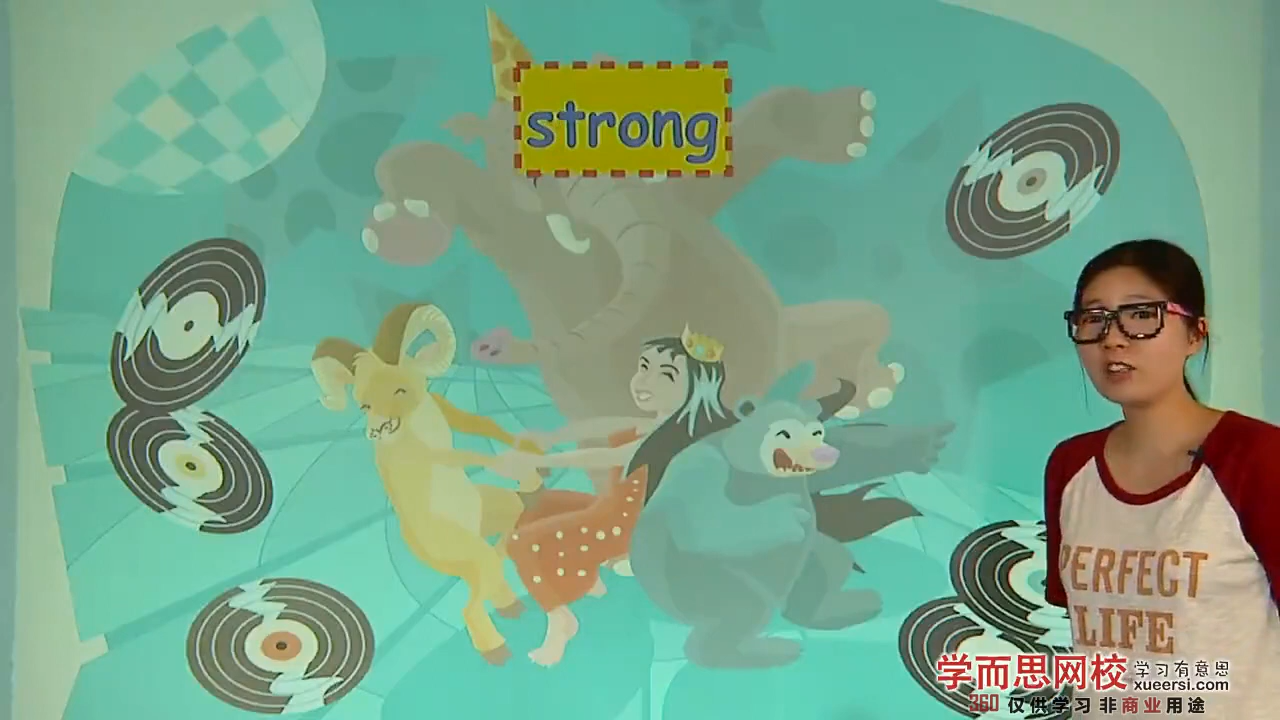 strong
PERFECT
LIFE
学而思网校 学习有意思
xueersi.com
360 仅供学习 非商业用途